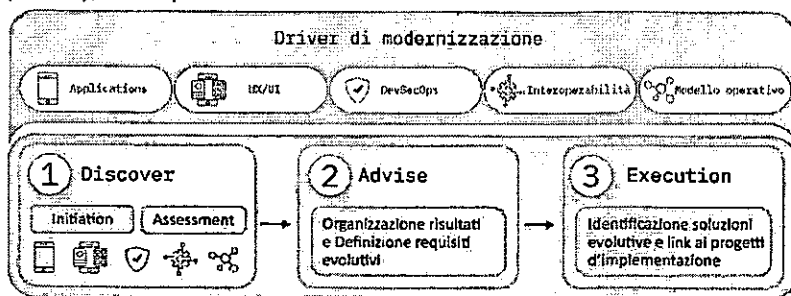 Driver di modernizzazione
Applications
UX/UI
DevSecOps
Interoperabilità
Modello operativo
1 Discover
Initiation
Assessment
2 Advise
Organizzazione risultati
e Definizione requisiti
evolutivi
3 Execution
Identificazione soluzioni
evolutive e link ai progetti
d'implementazione